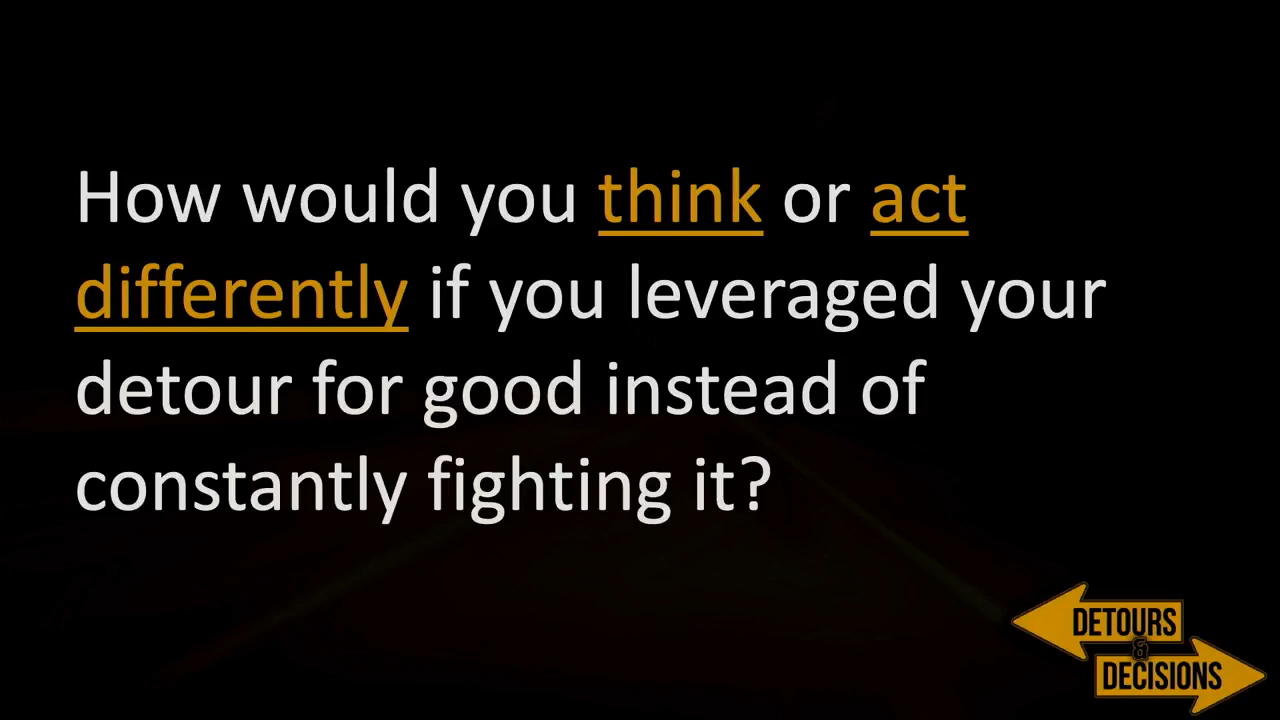 How would you think or act
differently if you leveraged your
detour for good instead of
constantly fighting it?
DETOURS
&
DECISIONS